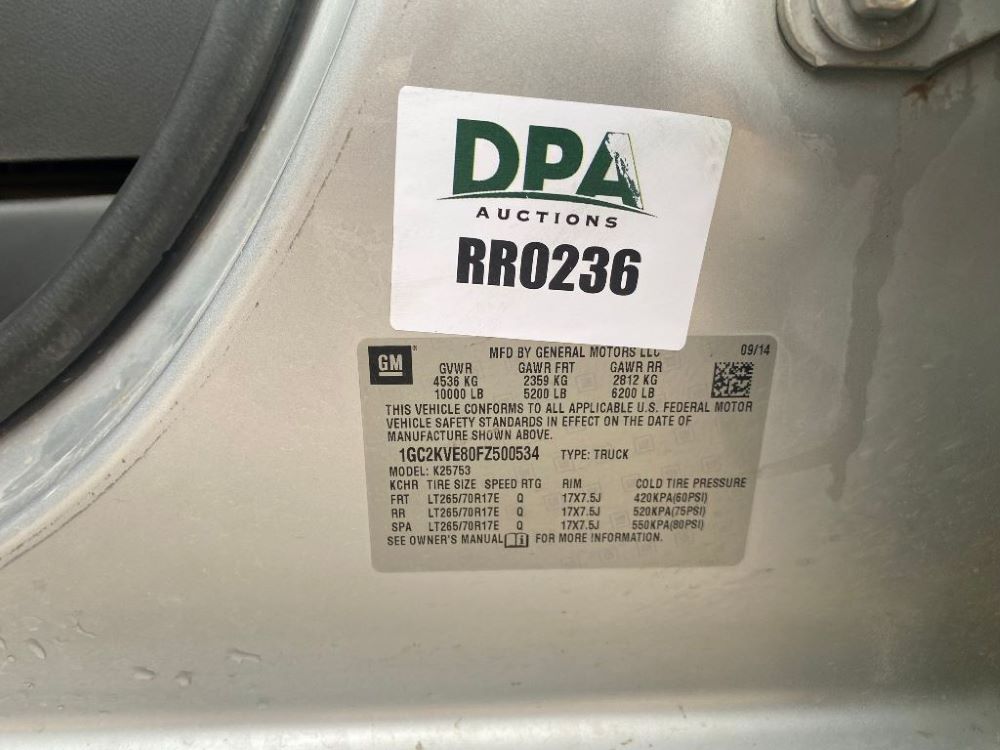 DPA
AUCTIONS
RR0236
GM
MFD BY GENERAL MOTORS LLC 09/14
GVWR GAWR FRT GAWR RR
4536 KG 2359 KG 2812 KG
10000 LB 5200 LB 6200 LB
THIS VEHICLE CONFORMS TO ALL APPLICABLE U.S. FEDERAL MOTOR
VEHICLE SAFETY STANDARDS IN EFFECT ON THE DATE OF
MANUFACTURE SHOWN ABOVE.
1GC2KVE80FZ500534 TYPE: TRUCK
MODEL: K25753
KCHR TIRE SIZE SPEED RTG RIM COLD TIRE PRESSURE
FRT LT265/70R17E Q 17X7.5J 420KPA(60PSI)
RR LT265/70R17E Q 17X7.5J 520KPA(75PSI)
SPA LT265/70R17E Q 17X7.5J 550KPA(80PSI)
SEE OWNER'S MANUAL FOR MORE INFORMATION.